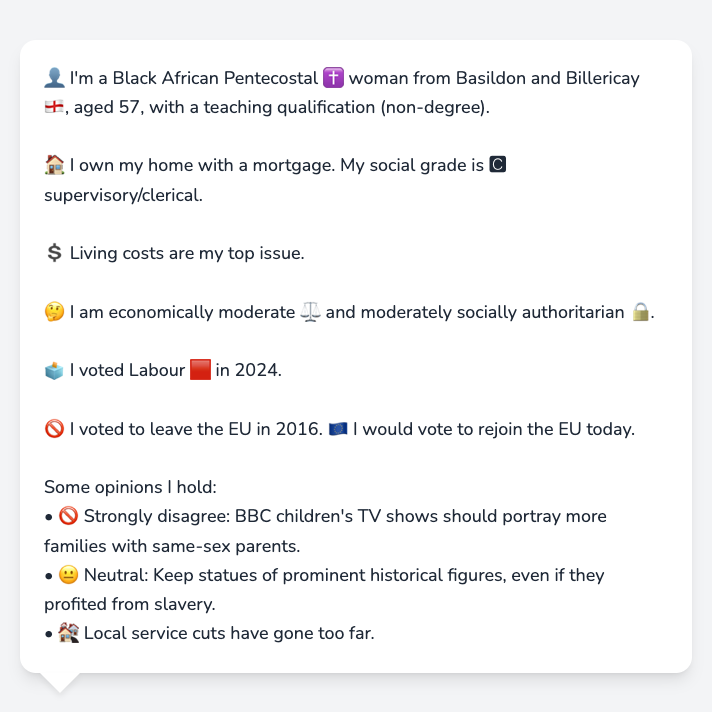 👤 I'm a Black African Pentecostal ✝️ woman from Basildon and Billericay
🏴󠁧󠁢󠁥󠁮󠁧󠁿, aged 57, with a teaching qualification (non-degree).
🏠 I own my home with a mortgage. My social grade is 🅲
supervisory/clerical.
💲 Living costs are my top issue.
🤔 I am economically moderate ⚖️ and moderately socially authoritarian 🔒.
🗳️ I voted Labour 🟥 in 2024.
🚫 I voted to leave the EU in 2016. 🇪🇺 I would vote to rejoin the EU today.
Some opinions I hold:
• 🚫 Strongly disagree: BBC children's TV shows should portray more
families with same-sex parents.
• 😐 Neutral: Keep statues of prominent historical figures, even if they
profited from slavery.
• 🏚️ Local service cuts have gone too far.